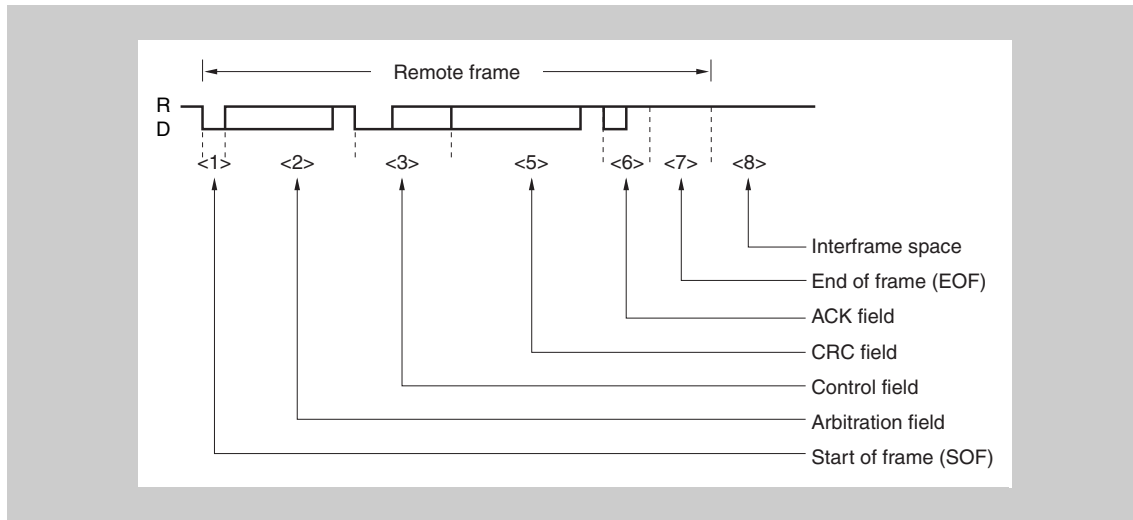 Remote frame
R
D
<1> <2> <3> <5> <6> <7> <8>
Interframe space
End of frame (EOF)
ACK field
CRC field
Control field
Arbitration field
Start of frame (SOF)